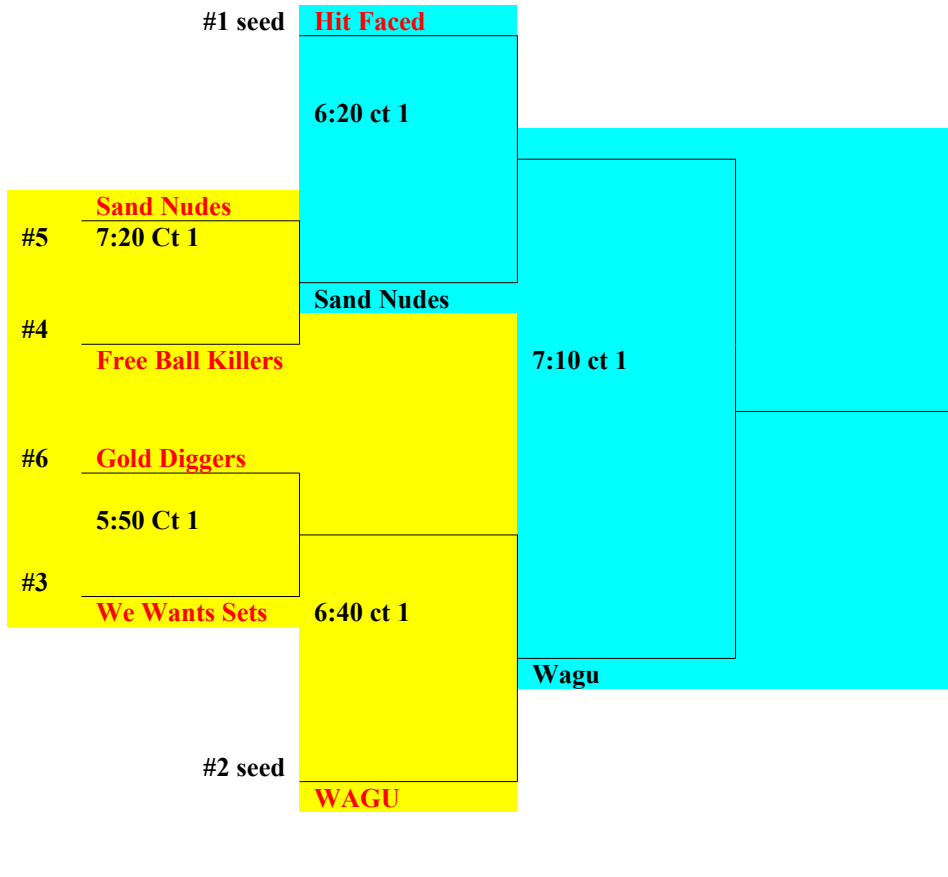 #1 seed Hit Faced
6:20 ct 1
Sand Nudes
#5 7:20 Ct 1
Sand Nudes
#4
Free Ball Killers 7:10 ct 1
#6 Gold Diggers
5:50 Ct 1
#3
We Wants Sets 6:40 ct 1
Wagu
#2 seed
WAGU